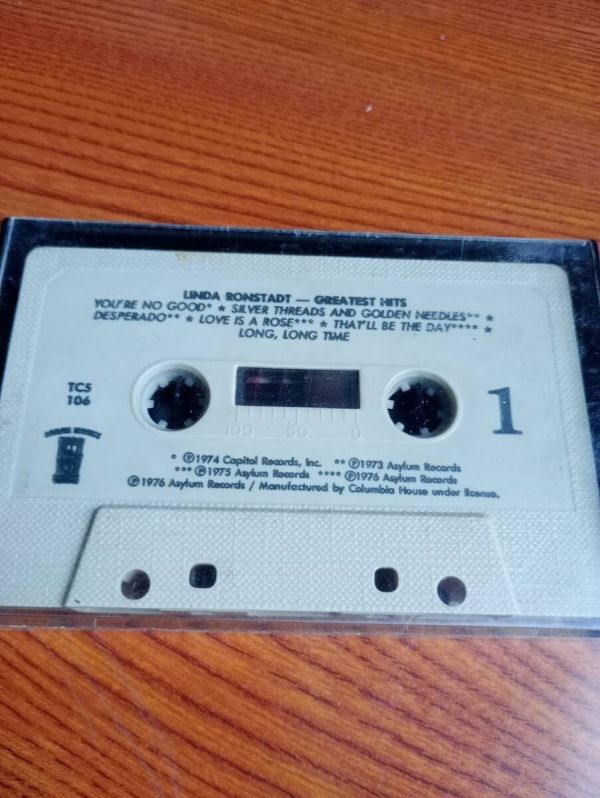 LINDA RONSTADT — GREATEST HITS
YOU'RE NO GOOD* ★ SILVER THREADS AND GOLDEN NEEDLES** ★
DESPERADO** ★ LOVE IS A ROSE*** ★ THAT'LL BE THE DAY**** ★
LONG, LONG TIME
TC5
106
100 50 0
1
* ℗1974 Capitol Records, Inc. ** ℗1973 Asylum Records
*** ℗1975 Asylum Records **** ℗1976 Asylum Records
℗1976 Asylum Records / Manufactured by Columbia House under license.